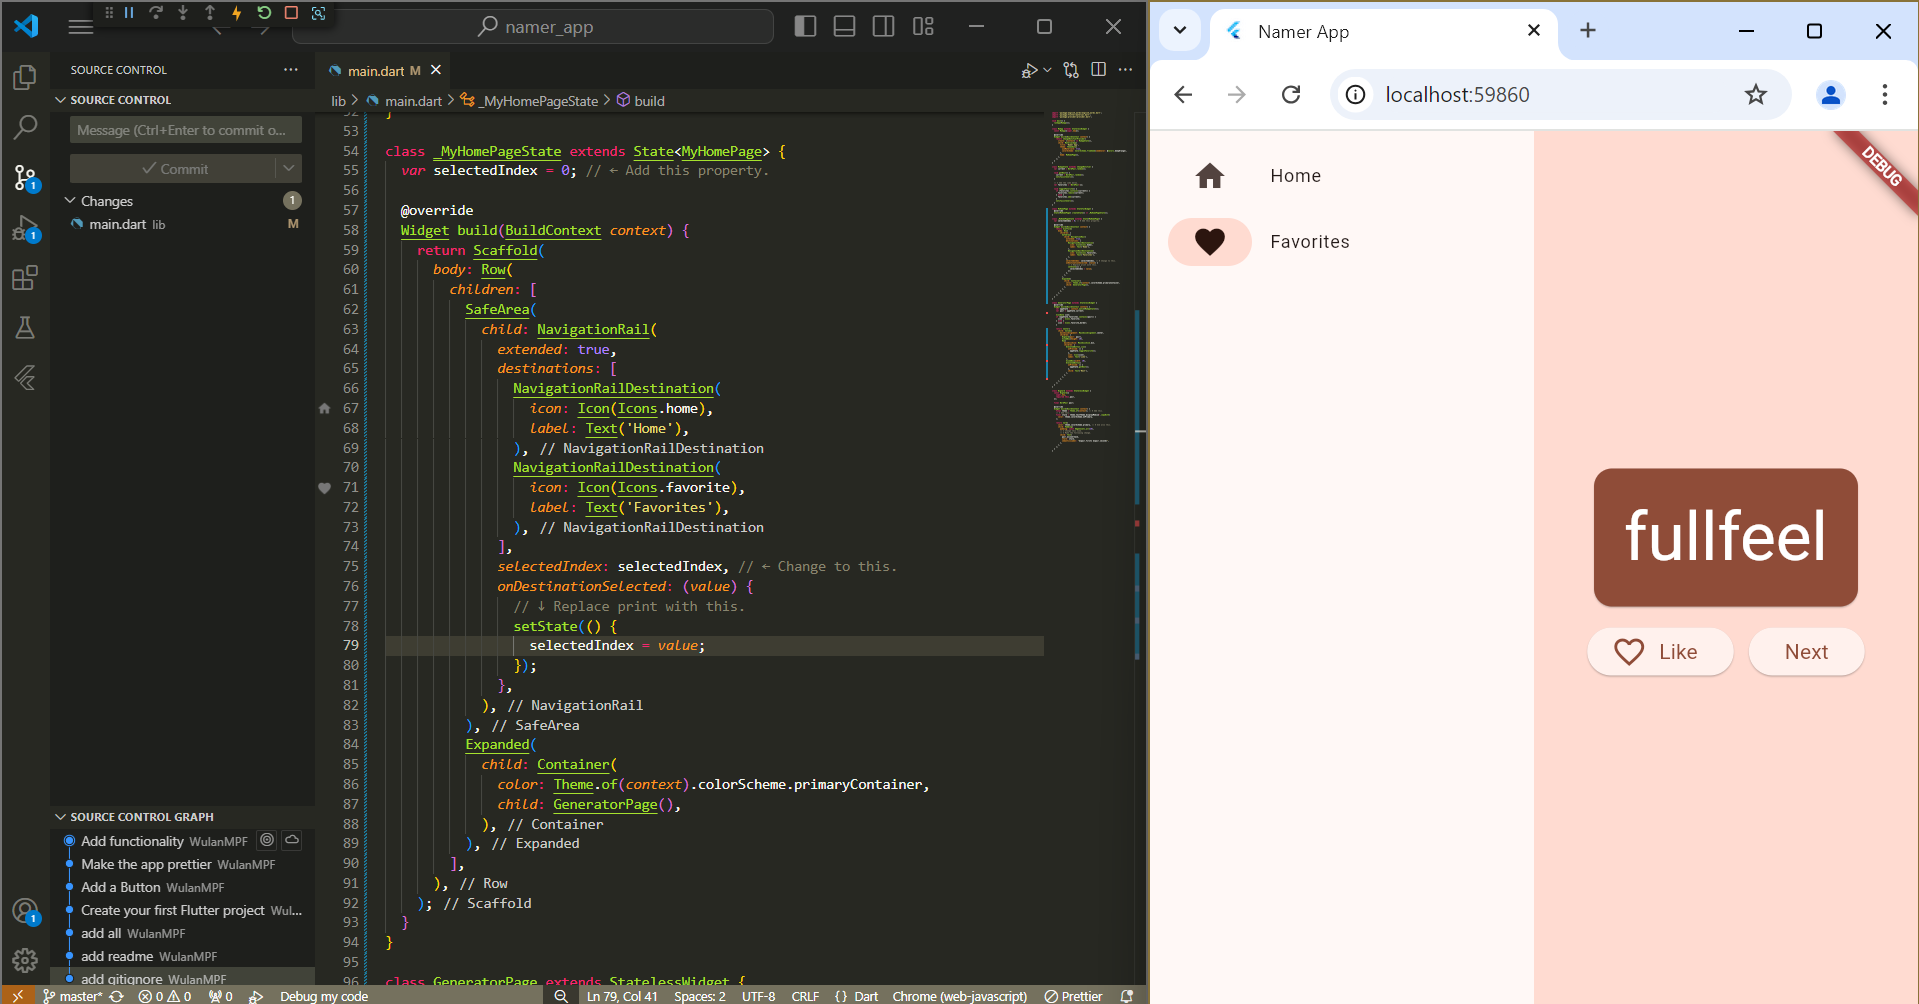 namer_app
SOURCE CONTROL
SOURCE CONTROL
Message (Ctrl+Enter to commit o...
Commit
Changes 1
main.dart lib M
main.dart M
lib > main.dart > _MyHomePageState > build
53
54 class _MyHomePageState extends State<MyHomePage> {
55 var selectedIndex = 0; // ← Add this property.
56
57 @override
58 Widget build(BuildContext context) {
59 return Scaffold(
60 body: Row(
61 children: [
62 SafeArea(
63 child: NavigationRail(
64 extended: true,
65 destinations: [
66 NavigationRailDestination(
67 icon: Icon(Icons.home),
68 label: Text('Home'),
69 ), // NavigationRailDestination
70 NavigationRailDestination(
71 icon: Icon(Icons.favorite),
72 label: Text('Favorites'),
73 ), // NavigationRailDestination
74 ],
75 selectedIndex: selectedIndex, // ← Change to this.
76 onDestinationSelected: (value) {
77 // ↓ Replace print with this.
78 setState(() {
79 selectedIndex = value;
80 });
81 },
82 ), // NavigationRail
83 ), // SafeArea
84 Expanded(
85 child: Container(
86 color: Theme.of(context).colorScheme.primaryContainer,
87 child: GeneratorPage(),
88 ), // Container
89 ), // Expanded
90 ],
91 ), // Row
92 ); // Scaffold
93 }
94 }
95
96 class GeneratorPage extends StatelessWidget {
SOURCE CONTROL GRAPH
Add functionality WulanMPF
Make the app prettier WulanMPF
Add a Button WulanMPF
Create your first Flutter project Wul...
add all WulanMPF
add readme WulanMPF
add gitignore WulanMPF
1
1
1
master* 0 0 0 Debug my code Ln 79, Col 41 Spaces: 2 UTF-8 CRLF {} Dart Chrome (web-javascript) Prettier
Namer App
localhost:59860
DEBUG
Home
Favorites
fullfeel
Like
Next